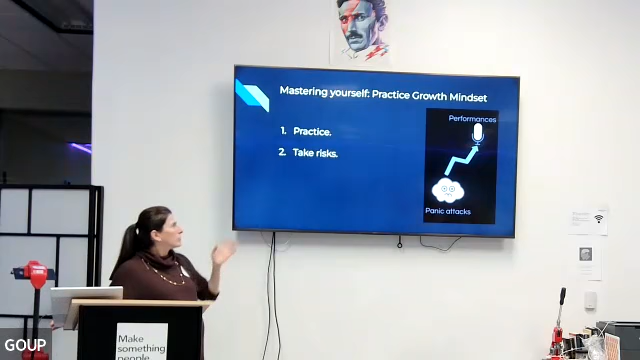 Mastering yourself: Practice Growth Mindset
1. Practice.
2. Take risks.
Performances
Panic attacks
Make
something
people
GOUP